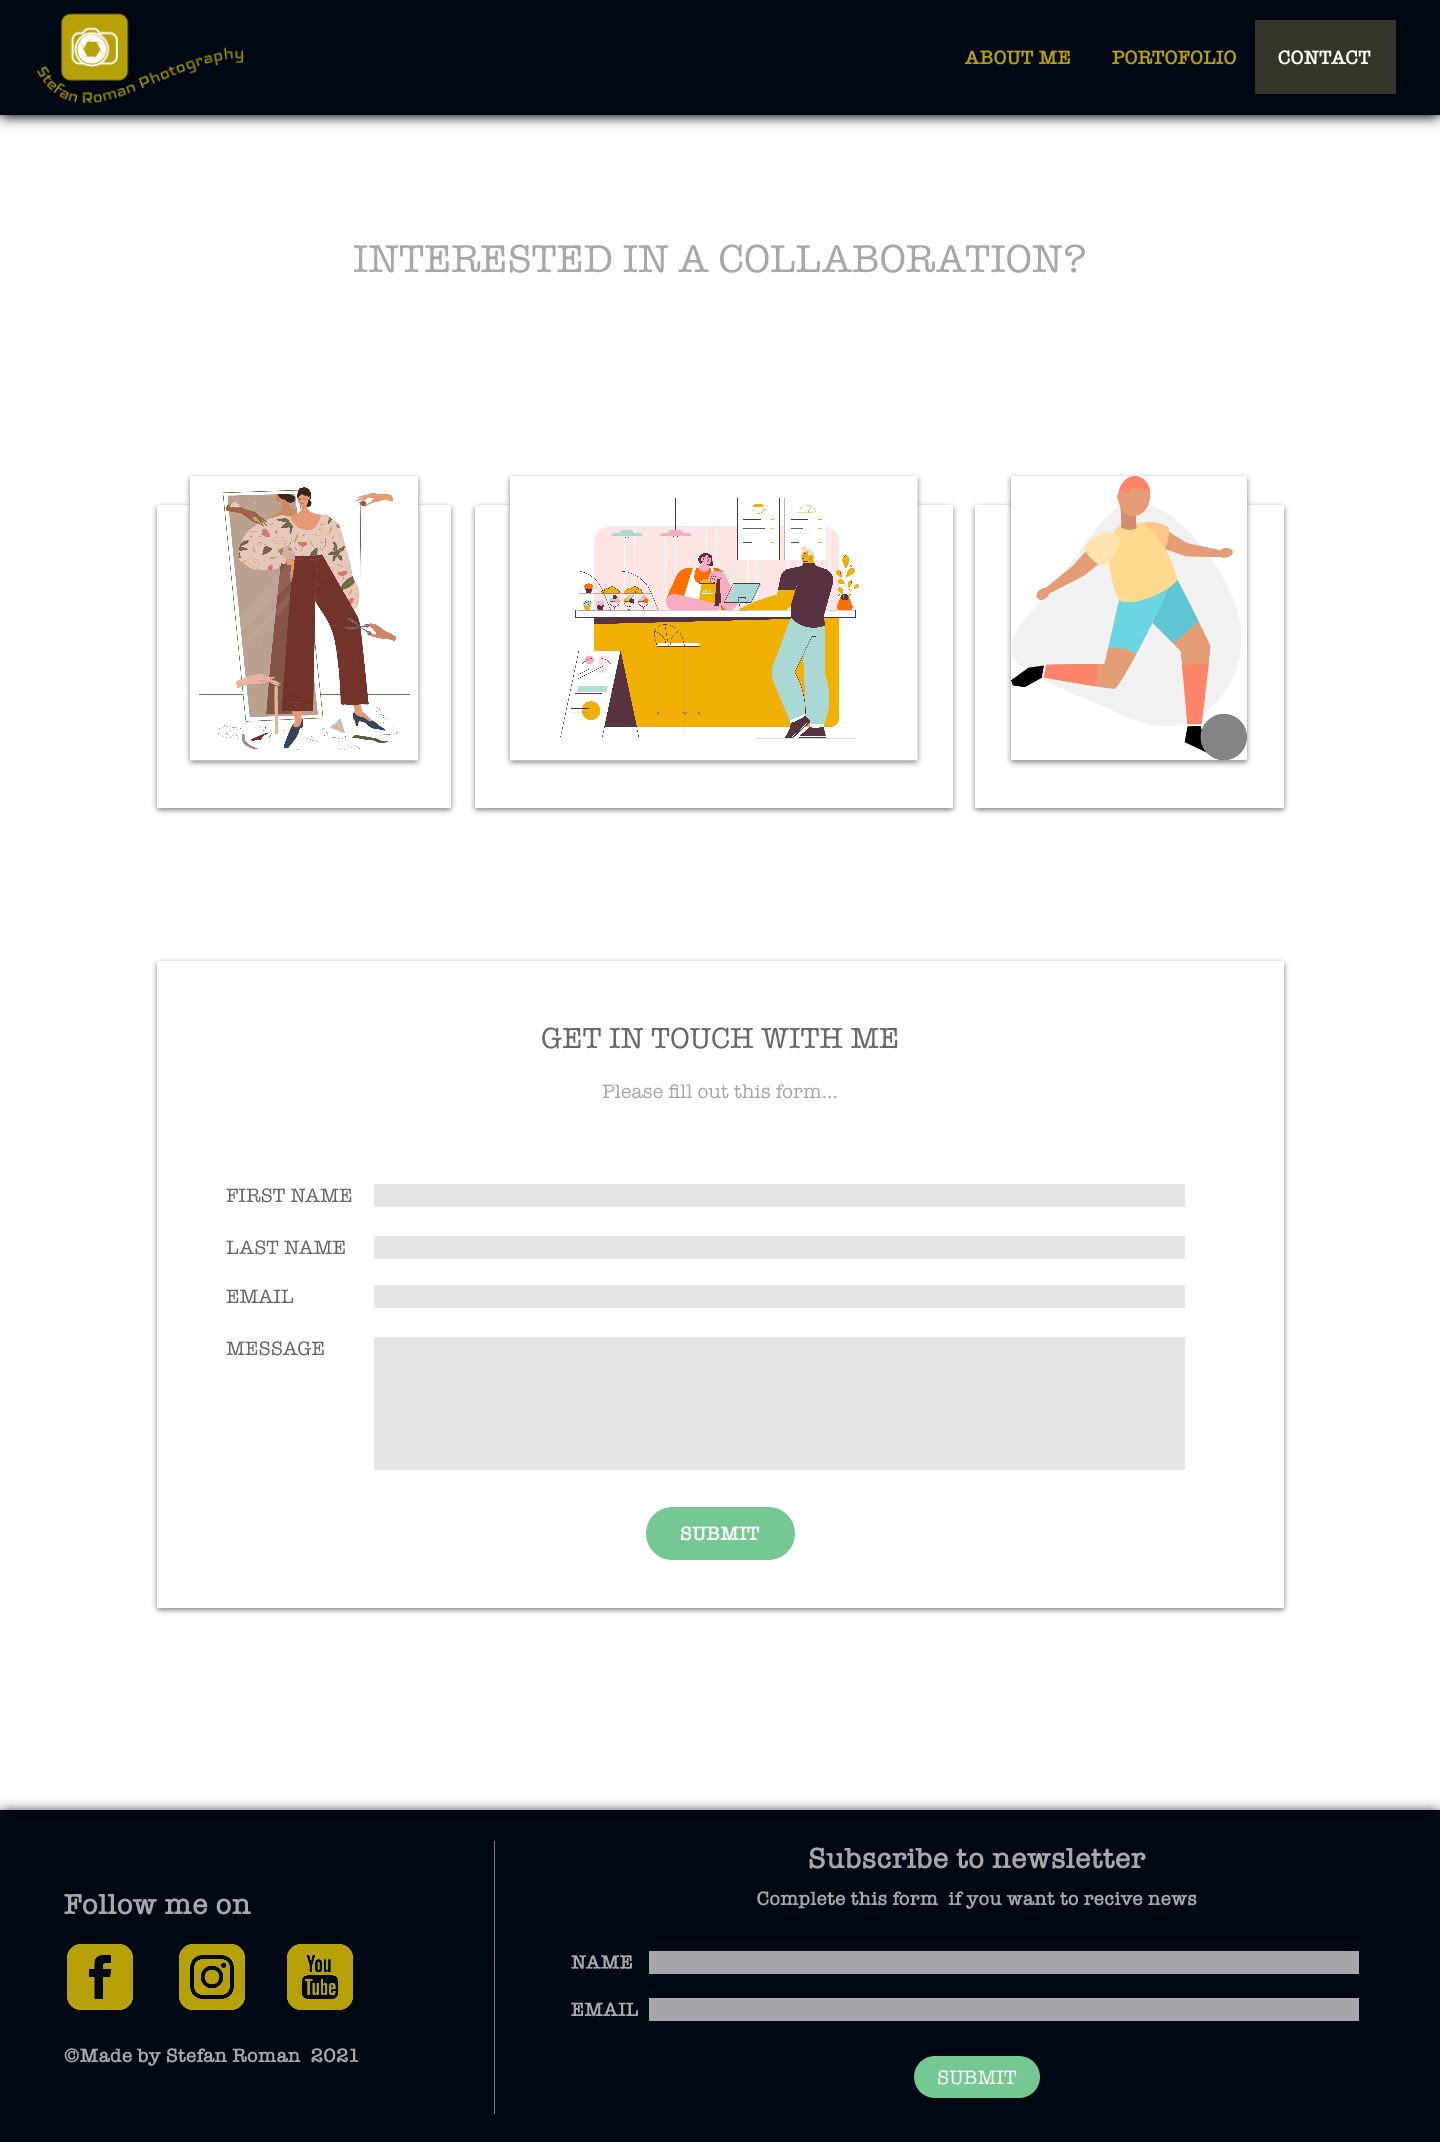 Stefan Roman Photography
ABOUT ME
PORTOFOLIO
CONTACT
INTERESTED IN A COLLABORATION?
GET IN TOUCH WITH ME
Please fill out this form...
FIRST NAME
LAST NAME
EMAIL
MESSAGE
SUBMIT
Follow me on
You
Tube
©Made by Stefan Roman 2021
Subscribe to newsletter
Complete this form if you want to recive news
NAME
EMAIL
SUBMIT